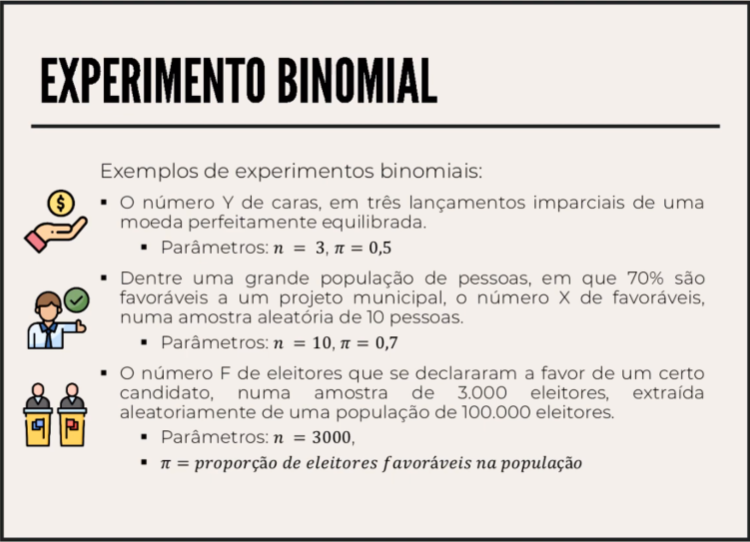 EXPERIMENTO BINOMIAL
Exemplos de experimentos binomiais:
▪ O número Y de caras, em três lançamentos imparciais de uma
moeda perfeitamente equilibrada.
▪ Parâmetros: n = 3, π = 0,5
▪ Dentre uma grande população de pessoas, em que 70% são
favoráveis a um projeto municipal, o número X de favoráveis,
numa amostra aleatória de 10 pessoas.
▪ Parâmetros: n = 10, π = 0,7
▪ O número F de eleitores que se declararam a favor de um certo
candidato, numa amostra de 3.000 eleitores, extraída
aleatoriamente de uma população de 100.000 eleitores.
▪ Parâmetros: n = 3000,
▪ π = proporção de eleitores favoráveis na população